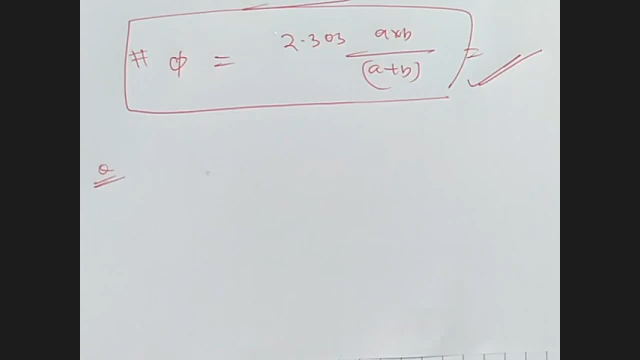 # φ = 2.303 a×b/(a+b) =
Q